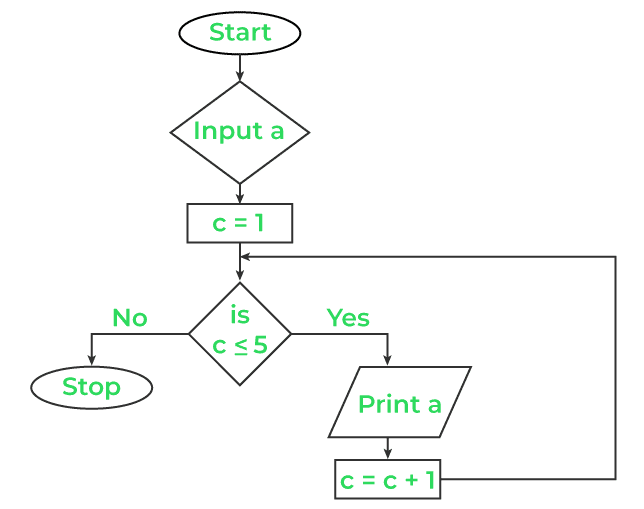 Start
Input a
c = 1
is
c ≤ 5
No
Yes
Stop
Print a
c = c + 1